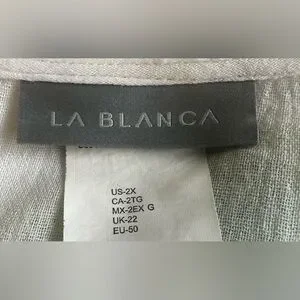 LA BLANCA
US-2X
CA-2TG
MX-2EX G
UK-22
EU-50